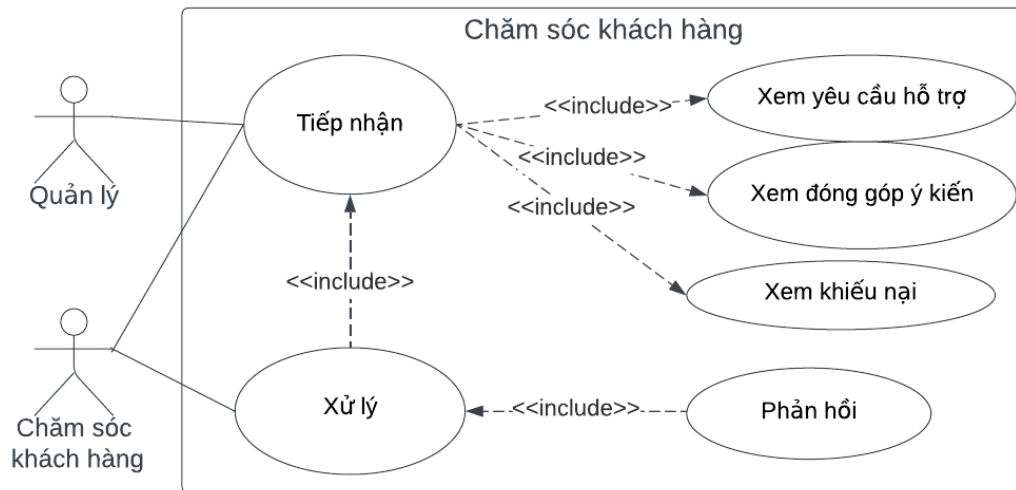 Chăm sóc khách hàng
Tiếp nhận
<<include>>
Xem yêu cầu hỗ trợ
<<include>>
Xem đóng góp ý kiến
Quản lý
<<include>>
<<include>>
Xem khiếu nại
Xử lý
<<include>>
Phản hồi
Chăm sóc
khách hàng